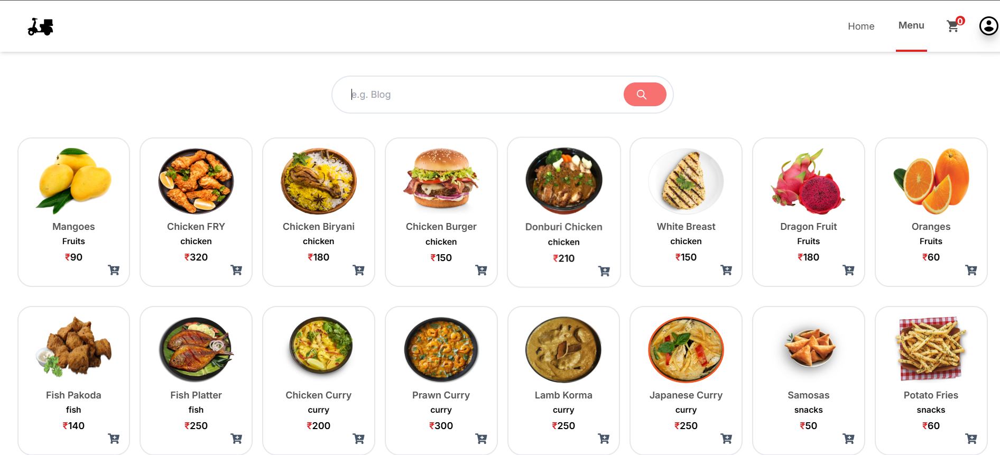 Home Menu 0
e.g. Blog
Mangoes
Fruits
₹90
Chicken FRY
chicken
₹320
Chicken Biryani
chicken
₹180
Chicken Burger
chicken
₹150
Donburi Chicken
chicken
₹210
White Breast
chicken
₹150
Dragon Fruit
Fruits
₹180
Oranges
Fruits
₹60
Fish Pakoda
fish
₹140
Fish Platter
fish
₹250
Chicken Curry
curry
₹200
Prawn Curry
curry
₹300
Lamb Korma
curry
₹250
Japanese Curry
curry
₹250
Samosas
snacks
₹50
Potato Fries
snacks
₹60